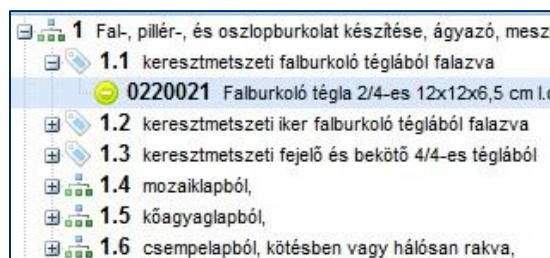 1 Fal-, pillér-, és oszlopburkolat készítése, ágyazó, mesz
1.1 keresztmetszeti falburkoló téglából falazva
0220021 Falburkoló tégla 2/4-es 12x12x6,5 cm I.o
1.2 keresztmetszeti iker falburkoló téglából falazva
1.3 keresztmetszeti fejelő és bekötő 4/4-es téglából
1.4 mozaiklapból,
1.5 kőagyaglapból,
1.6 csempelapból, kötésben vagy hálósan rakva,